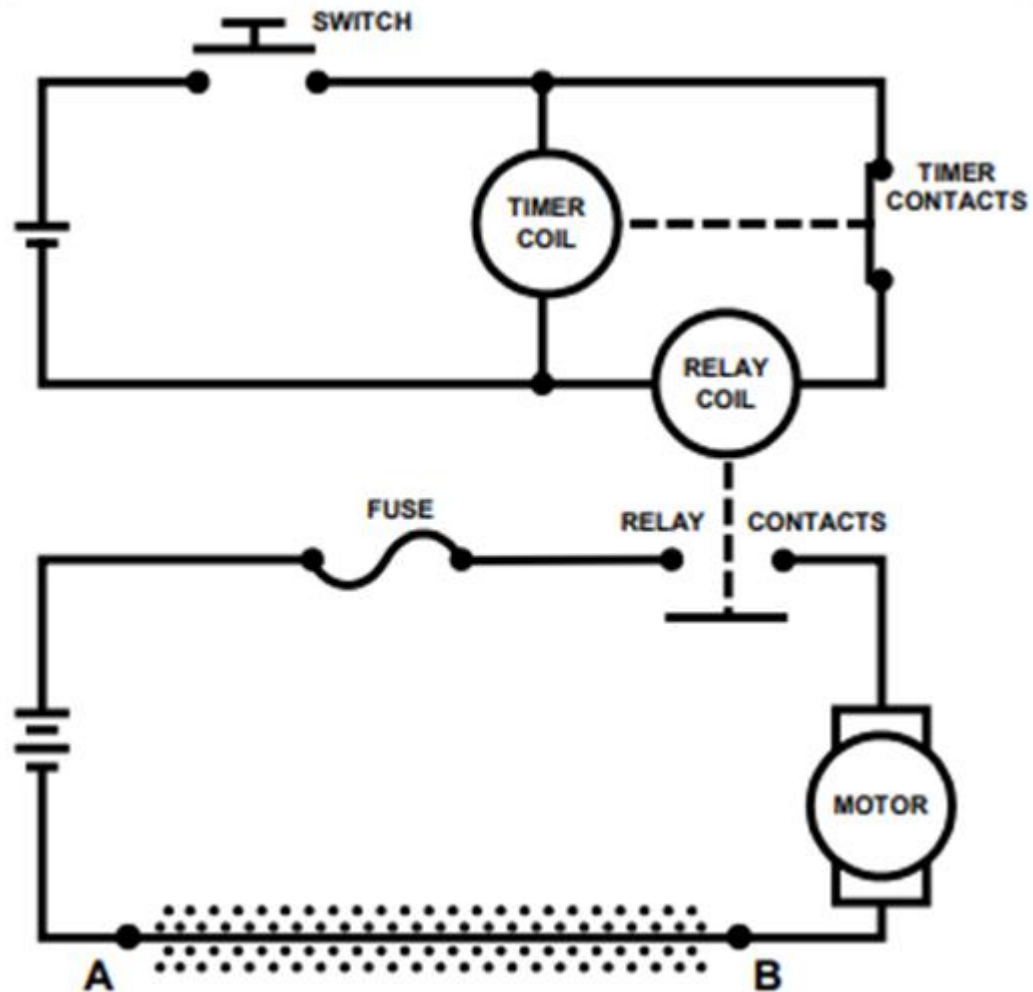 SWITCH
TIMER
COIL
TIMER
CONTACTS
RELAY
COIL
FUSE
RELAY CONTACTS
MOTOR
A
B